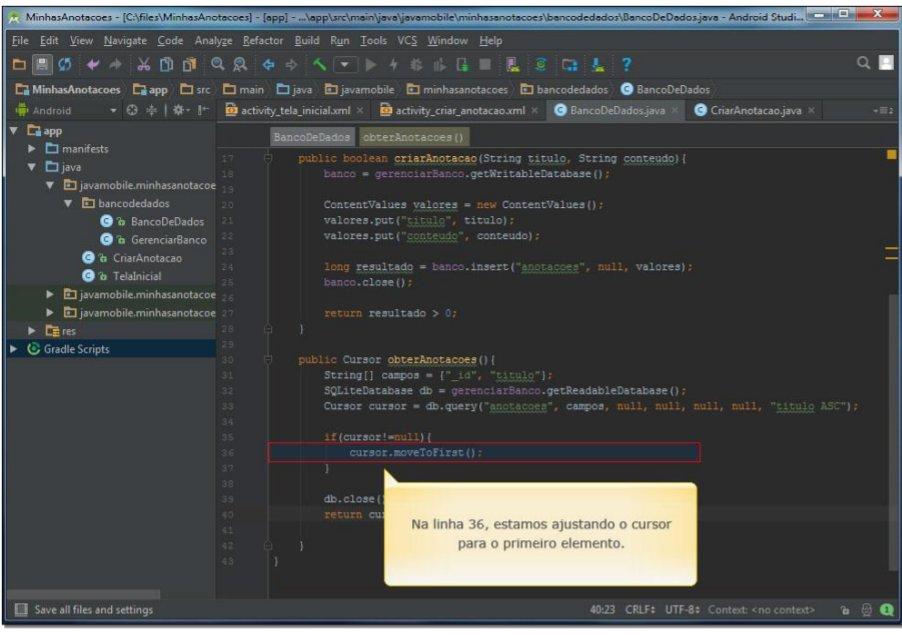 MinhasAnotacoes - [C:\files\MinhasAnotacoes] - [app] - ...\app\src\main\java\javamobile\minhasanotacoes\bancodedados\BancoDeDados.java - Android Studi...
File Edit View Navigate Code Analyze Refactor Build Run Tools VCS Window Help
MinhasAnotacoes app src main java javamobile minhasanotacoes bancodedados BancoDeDados
Android activity_tela_inicial.xml × activity_criar_anotacao.xml × BancoDeDados.java × CriarAnotacao.java ×
app
manifests
java
javamobile.minhasanotacoe
bancodedados
BancoDeDados
GerenciarBanco
CriarAnotacao
TelaInicial
javamobile.minhasanotacoe
javamobile.minhasanotacoe
res
Gradle Scripts
BancoDeDados obterAnotacoes()
17 public boolean criarAnotacao(String titulo, String conteudo){
18 banco = gerenciarBanco.getWritableDatabase();
19
20 ContentValues valores = new ContentValues();
21 valores.put("titulo", titulo);
22 valores.put("conteudo", conteudo);
23
24 long resultado = banco.insert("anotacoes", null, valores);
25 banco.close();
26
27 return resultado > 0;
28 }
29
30 public Cursor obterAnotacoes(){
31 String[] campos = {"_id", "titulo"};
32 SQLiteDatabase db = gerenciarBanco.getReadableDatabase();
33 Cursor cursor = db.query("anotacoes", campos, null, null, null, null, "titulo ASC");
34
35 if(cursor!=null){
36 cursor.moveToFirst();
37 }
38
39 db.close(
40 return cu
41
42 }
43 }
Na linha 36, estamos ajustando o cursor
para o primeiro elemento.
Save all files and settings 40:23 CRLF UTF-8 Context: <no context>